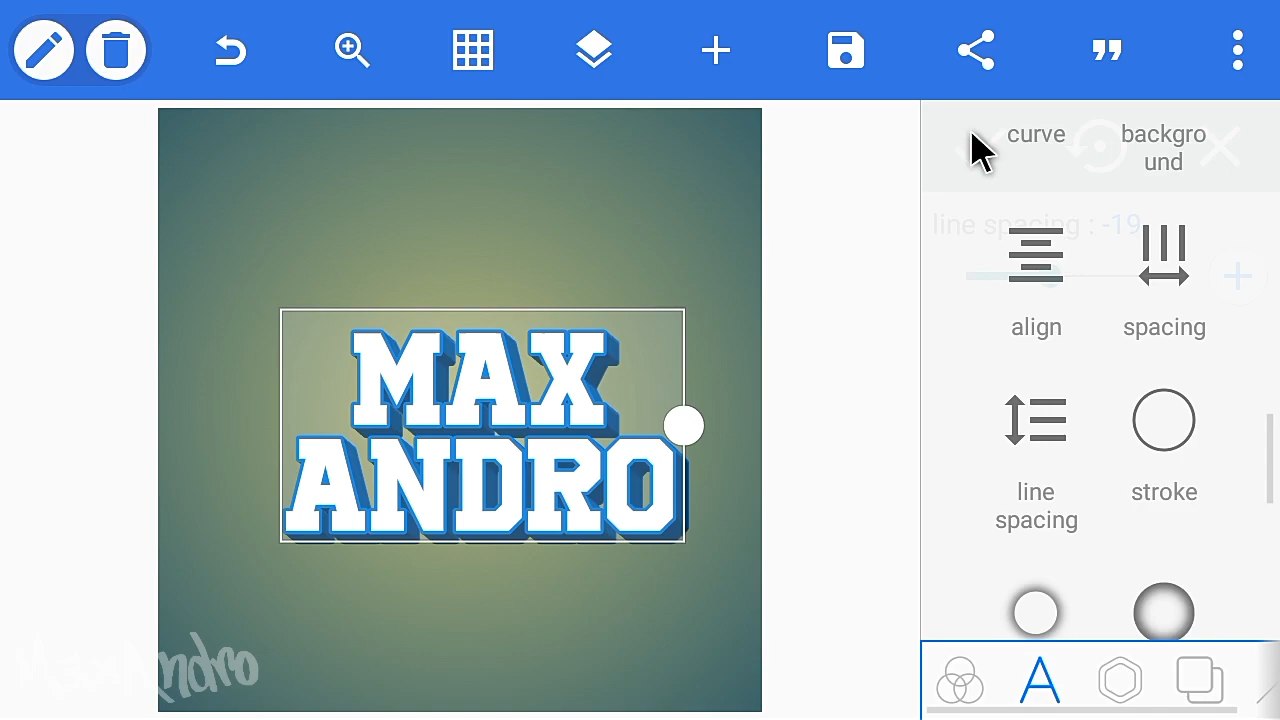 curve
backgro
und
line spacing : -19
align
spacing
line
spacing
stroke
MAX
ANDRO
MaxAndro